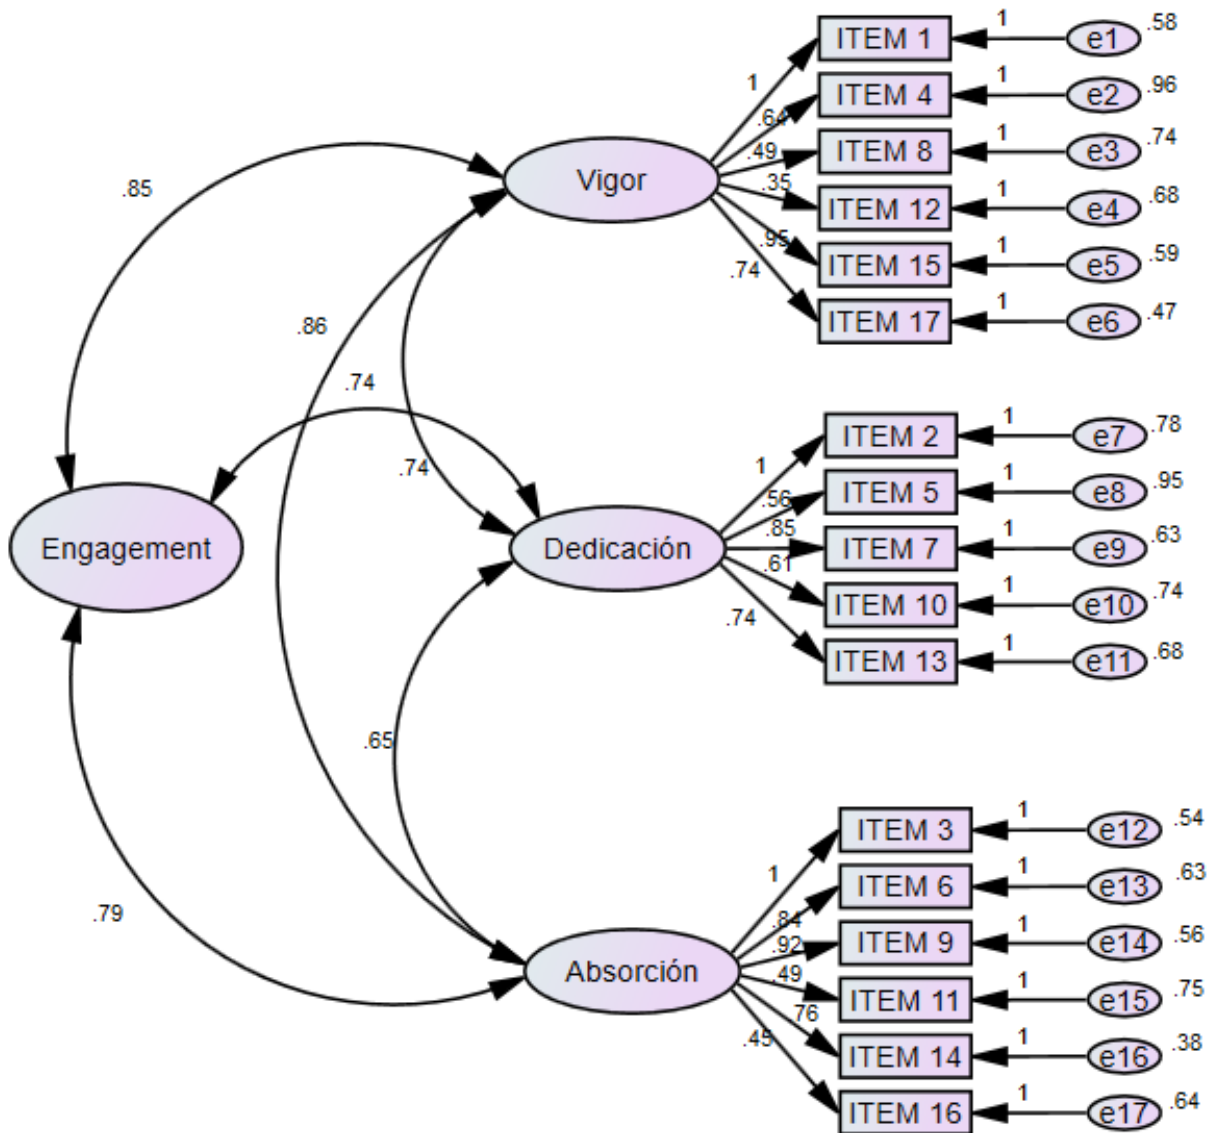 1 .58
ITEM 1 e1
1 .96
1 ITEM 4 e2
.64
1 .74
.49 ITEM 8 e3
Vigor
.85
.35 1 .68
ITEM 12 e4
.95 1 .59
ITEM 15 e5
.74
1 .47
ITEM 17 e6
.86
.74
1 .78
ITEM 2 e7
.74
1
1 .95
.56 ITEM 5 e8
.85 1 .63
Engagement Dedicación ITEM 7 e9
.61
1 .74
ITEM 10 e10
.74
1 .68
ITEM 13 e11
.65
1 .54
ITEM 3 e12
1 .63
1 ITEM 6 e13
.79
.84
1 .56
.92 ITEM 9 e14
Absorción
.49
1 .75
ITEM 11 e15
76
.45
1 .38
ITEM 14 e16
1 .64
ITEM 16 e17